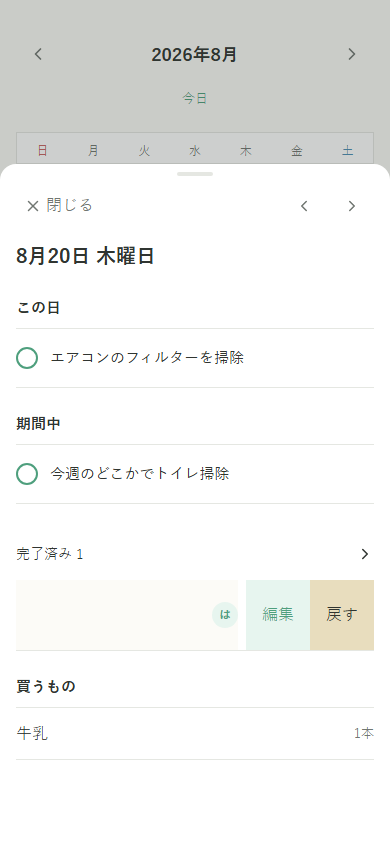 2026年8月
今日
日 月 火 水 木 金 土
閉じる
8月20日 木曜日
この日
エアコンのフィルターを掃除
期間中
今週のどこかでトイレ掃除
完了済み 1
は 編集 戻す
買うもの
牛乳 1本